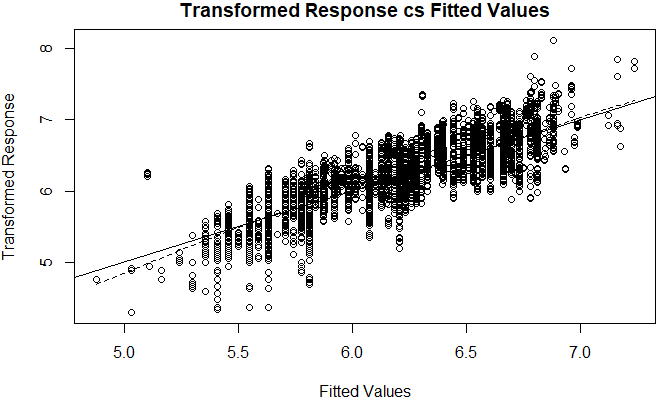 Transformed Response cs Fitted Values
Transformed Response
8
7
6
5
5.0 5.5 6.0 6.5 7.0
Fitted Values